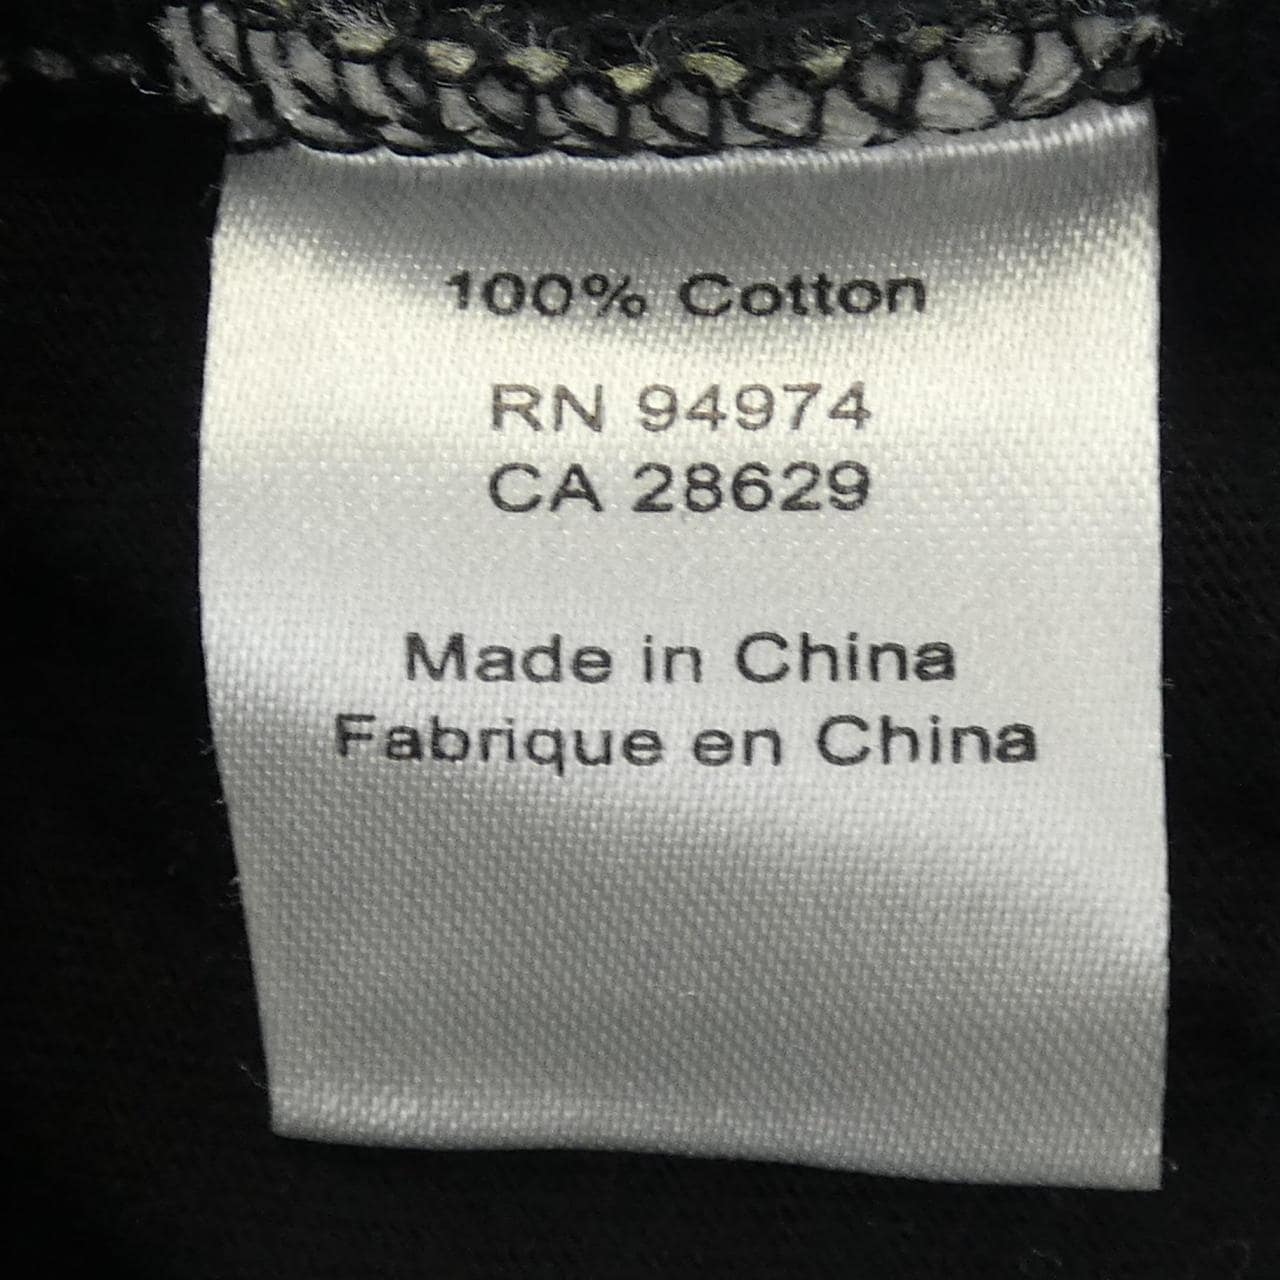 100% Cotton
RN 94974
CA 28629
Made in China
Fabrique en China